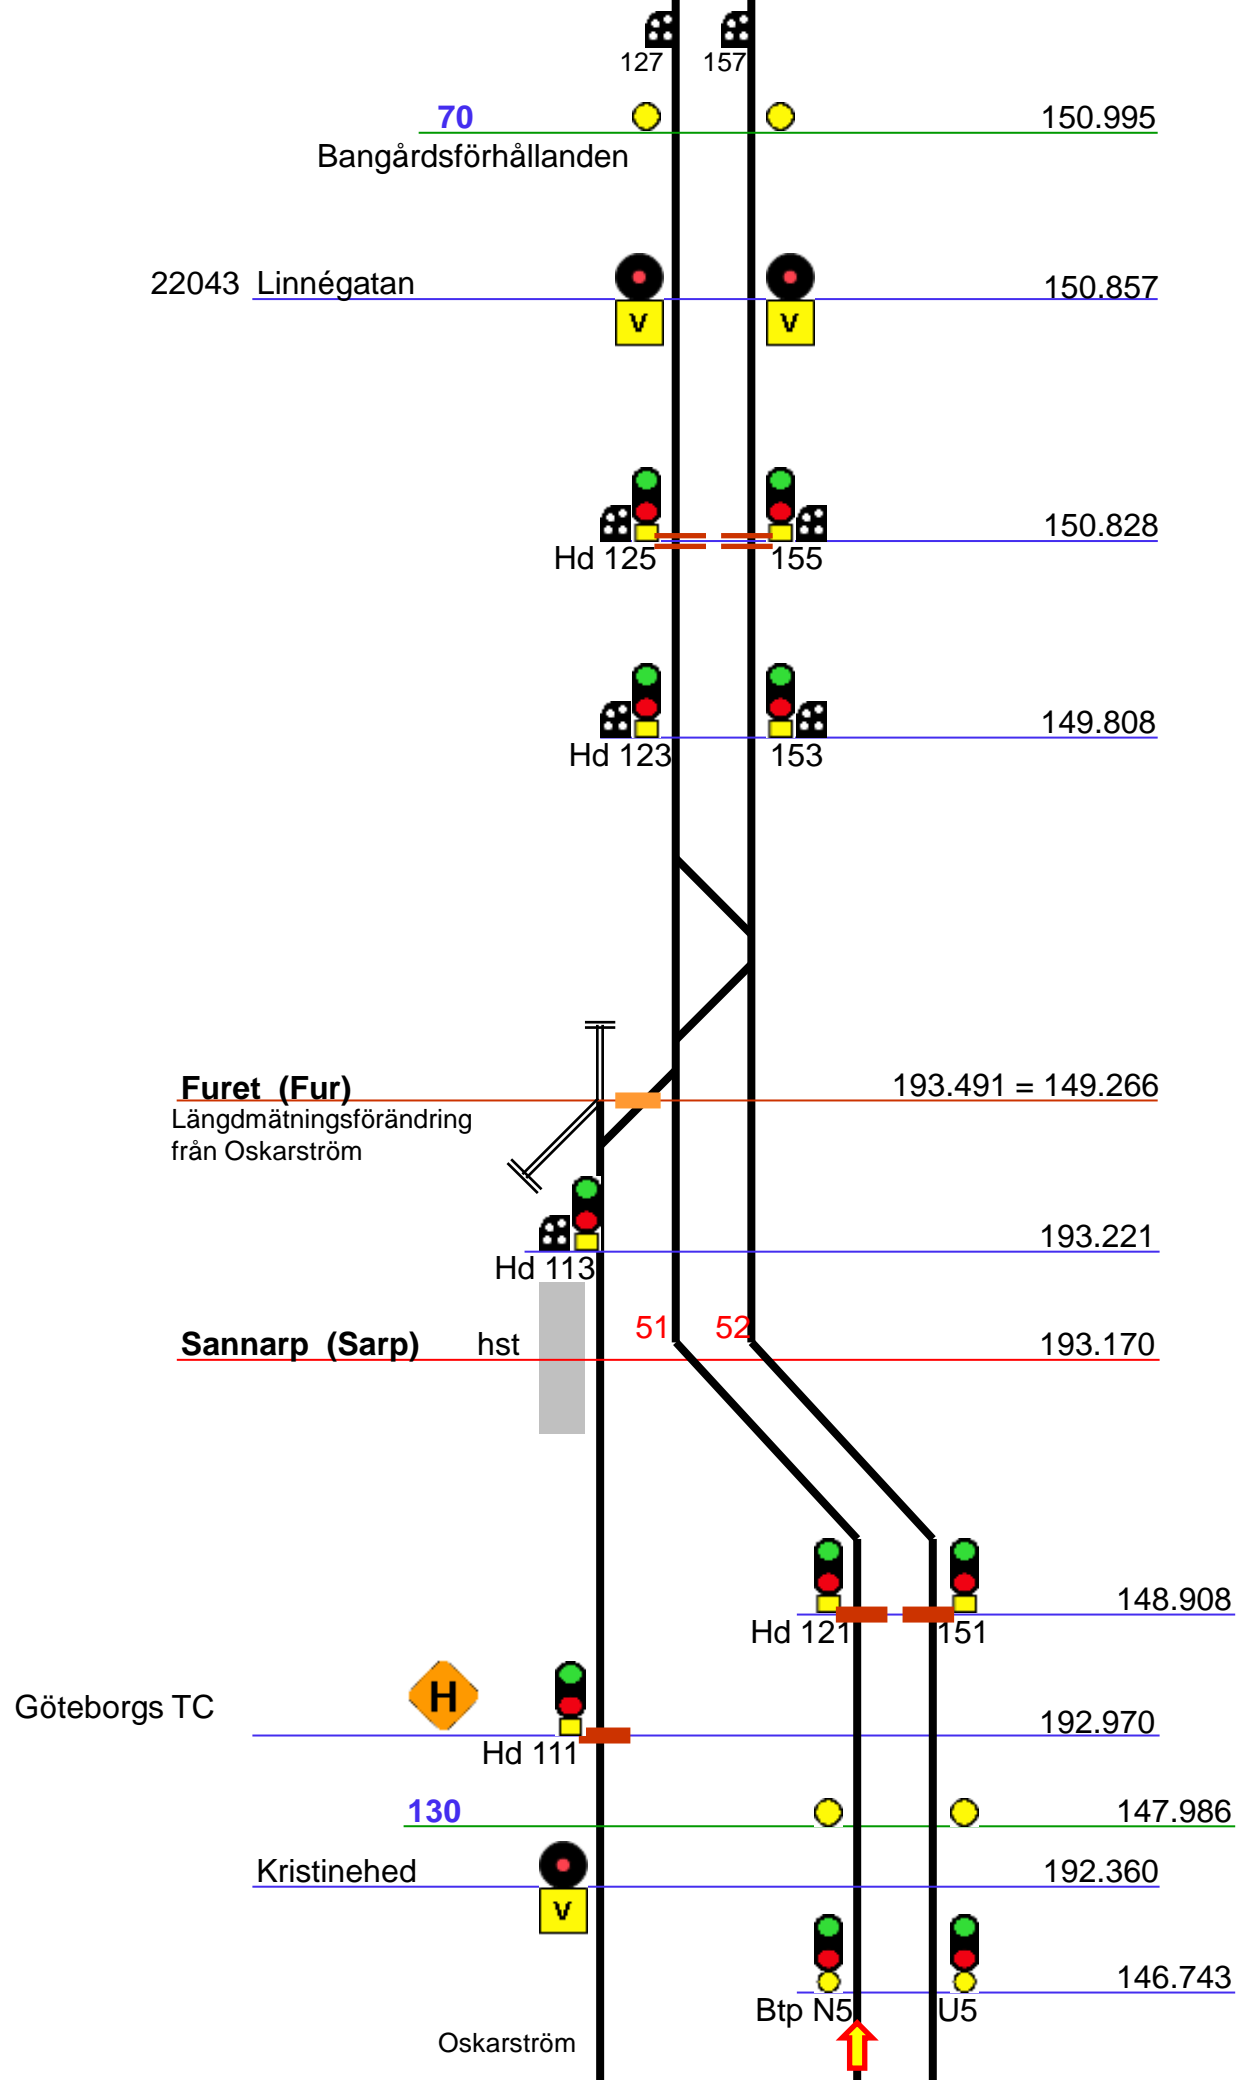 127 157
70 150.995
Bangårdsförhållanden
22043 Linnégatan 150.857
V V
150.828
Hd 125 155
149.808
Hd 123 153
Furet (Fur) 193.491 = 149.266
Längdmätningsförändring
från Oskarström
193.221
Hd 113
51 52
Sannarp (Sarp) hst 193.170
148.908
Hd 121 151
Göteborgs TC H 192.970
Hd 111
130 147.986
Kristinehed 192.360
V
146.743
Btp N5 U5
Oskarström